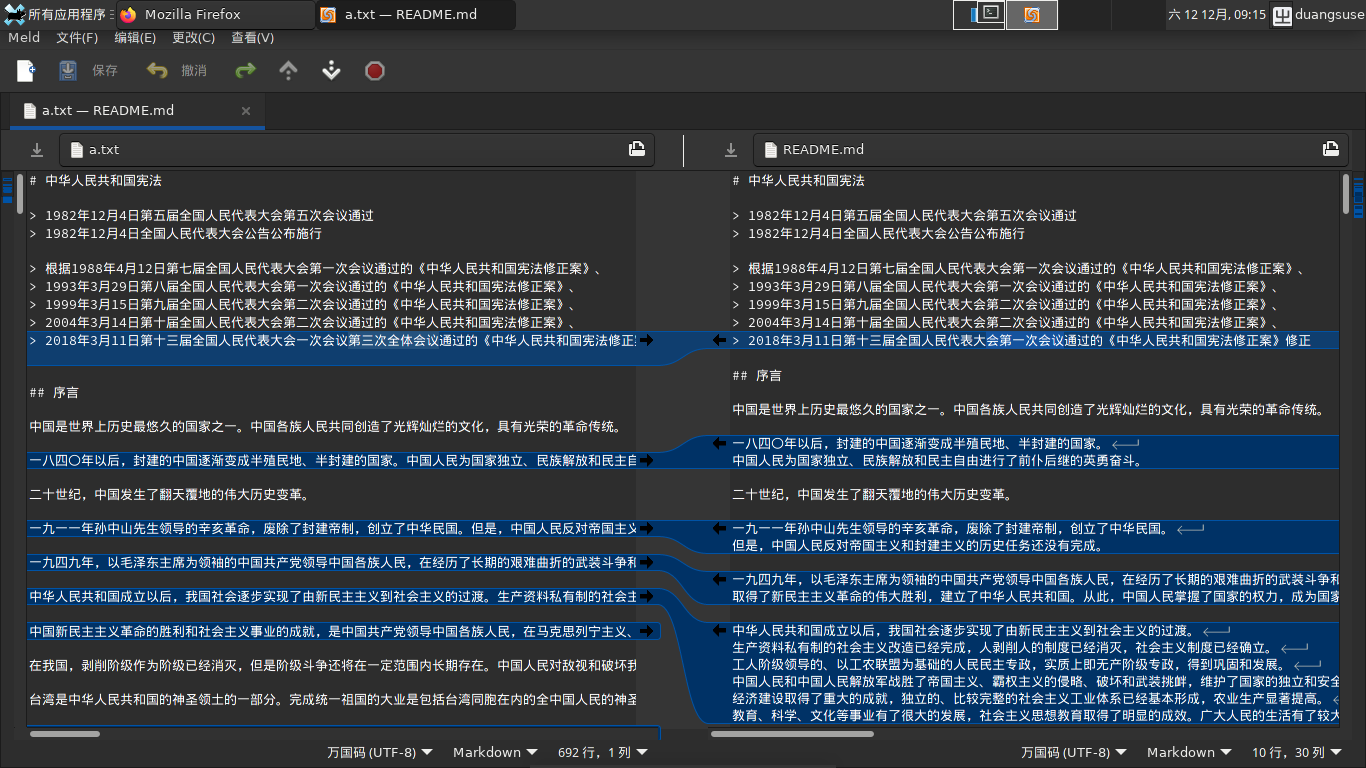 所有应用程序
Mozilla Firefox
a.txt — README.md
六 12 12月, 09:15
duangsuse
Meld 文件(F) 编辑(E) 更改(C) 查看(V)
保存 撤消
a.txt — README.md
a.txt
README.md
# 中华人民共和国宪法
> 1982年12月4日第五届全国人民代表大会第五次会议通过
> 1982年12月4日全国人民代表大会公告公布施行
> 根据1988年4月12日第七届全国人民代表大会第一次会议通过的《中华人民共和国宪法修正案》、
> 1993年3月29日第八届全国人民代表大会第一次会议通过的《中华人民共和国宪法修正案》、
> 1999年3月15日第九届全国人民代表大会第二次会议通过的《中华人民共和国宪法修正案》、
> 2004年3月14日第十届全国人民代表大会第二次会议通过的《中华人民共和国宪法修正案》、
> 2018年3月11日第十三届全国人民代表大会一次会议第三次全体会议通过的《中华人民共和国宪法修正
## 序言
中国是世界上历史最悠久的国家之一。中国各族人民共同创造了光辉灿烂的文化，具有光荣的革命传统。
一八四〇年以后，封建的中国逐渐变成半殖民地、半封建的国家。中国人民为国家独立、民族解放和民主自
二十世纪，中国发生了翻天覆地的伟大历史变革。
一九一一年孙中山先生领导的辛亥革命，废除了封建帝制，创立了中华民国。但是，中国人民反对帝国主义
一九四九年，以毛泽东主席为领袖的中国共产党领导中国各族人民，在经历了长期的艰难曲折的武装斗争和
中华人民共和国成立以后，我国社会逐步实现了由新民主主义到社会主义的过渡。生产资料私有制的社会主
中国新民主主义革命的胜利和社会主义事业的成就，是中国共产党领导中国各族人民，在马克思列宁主义、
在我国，剥削阶级作为阶级已经消灭，但是阶级斗争还将在一定范围内长期存在。中国人民对敌视和破坏我
台湾是中华人民共和国的神圣领土的一部分。完成统一祖国的大业是包括台湾同胞在内的全中国人民的神圣
# 中华人民共和国宪法
> 1982年12月4日第五届全国人民代表大会第五次会议通过
> 1982年12月4日全国人民代表大会公告公布施行
> 根据1988年4月12日第七届全国人民代表大会第一次会议通过的《中华人民共和国宪法修正案》、
> 1993年3月29日第八届全国人民代表大会第一次会议通过的《中华人民共和国宪法修正案》、
> 1999年3月15日第九届全国人民代表大会第二次会议通过的《中华人民共和国宪法修正案》、
> 2004年3月14日第十届全国人民代表大会第二次会议通过的《中华人民共和国宪法修正案》、
> 2018年3月11日第十三届全国人民代表大会第一次会议通过的《中华人民共和国宪法修正案》修正
## 序言
中国是世界上历史最悠久的国家之一。中国各族人民共同创造了光辉灿烂的文化，具有光荣的革命传统。
一八四〇年以后，封建的中国逐渐变成半殖民地、半封建的国家。
中国人民为国家独立、民族解放和民主自由进行了前仆后继的英勇奋斗。
二十世纪，中国发生了翻天覆地的伟大历史变革。
一九一一年孙中山先生领导的辛亥革命，废除了封建帝制，创立了中华民国。
但是，中国人民反对帝国主义和封建主义的历史任务还没有完成。
一九四九年，以毛泽东主席为领袖的中国共产党领导中国各族人民，在经历了长期的艰难曲折的武装斗争和
取得了新民主主义革命的伟大胜利，建立了中华人民共和国。从此，中国人民掌握了国家的权力，成为国家
中华人民共和国成立以后，我国社会逐步实现了由新民主主义到社会主义的过渡。
生产资料私有制的社会主义改造已经完成，人剥削人的制度已经消灭，社会主义制度已经确立。
工人阶级领导的、以工农联盟为基础的人民民主专政，实质上即无产阶级专政，得到巩固和发展。
中国人民和中国人民解放军战胜了帝国主义、霸权主义的侵略、破坏和武装挑衅，维护了国家的独立和安全
经济建设取得了重大的成就，独立的、比较完整的社会主义工业体系已经基本形成，农业生产显著提高。
教育、科学、文化等事业有了很大的发展，社会主义思想教育取得了明显的成效。广大人民的生活有了较大
万国码 (UTF-8) Markdown 692 行，1 列
万国码 (UTF-8) Markdown 10 行，30 列